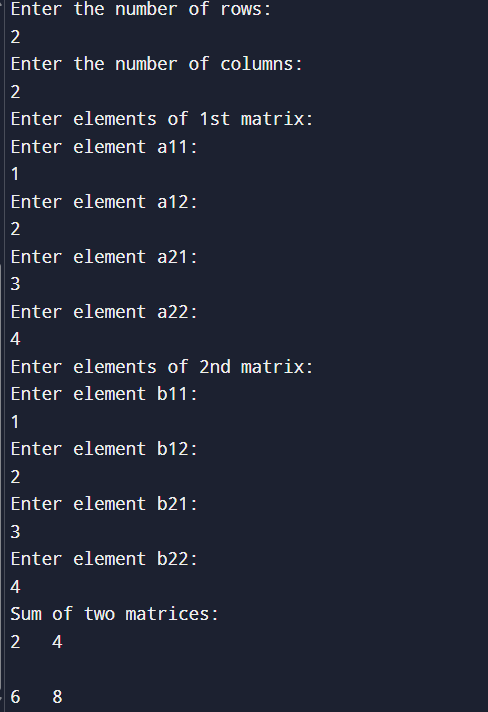 Enter the number of rows:
2
Enter the number of columns:
2
Enter elements of 1st matrix:
Enter element a11:
1
Enter element a12:
2
Enter element a21:
3
Enter element a22:
4
Enter elements of 2nd matrix:
Enter element b11:
1
Enter element b12:
2
Enter element b21:
3
Enter element b22:
4
Sum of two matrices:
2   4

6   8